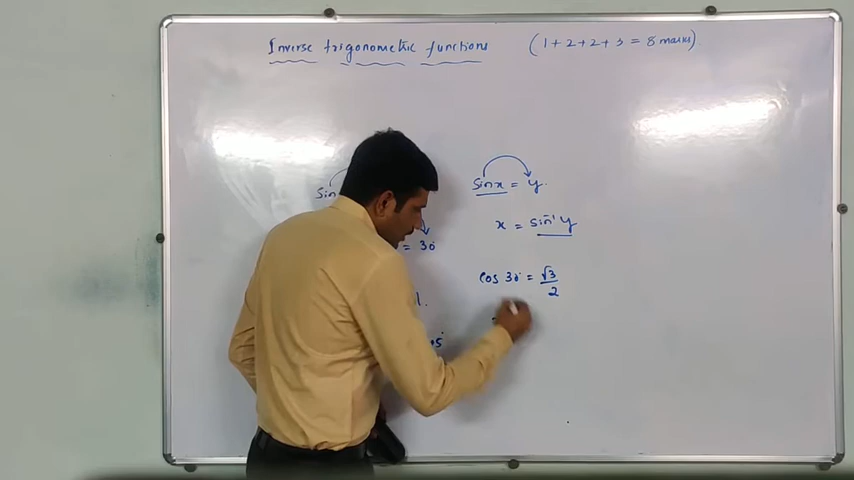 Inverse trigonometric functions (1+2+2+3 = 8 marks)
sin
= 30°
sin x = y.
x = sin⁻¹ y
cos 30° = √3/2